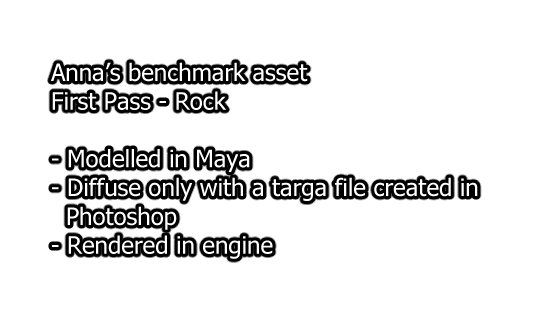 Anna's benchmark asset
First Pass - Rock
- Modelled in Maya
- Diffuse only with a targa file created in
Photoshop
- Rendered in engine